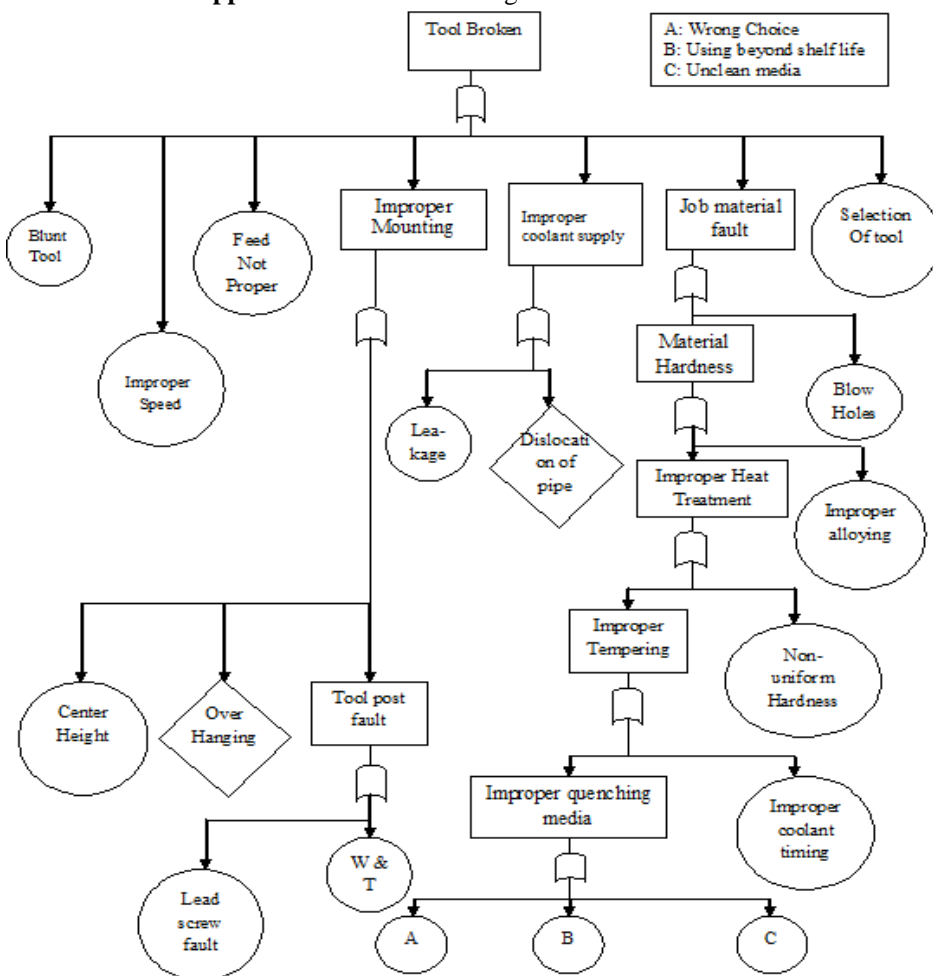 Tool Broken
A: Wrong Choice
B: Using beyond shelf life
C: Unclean media
Blunt
Tool
Improper
Speed
Feed
Not
Proper
Improper
Mounting
Improper
coolant supply
Job material
fault
Selection
Of tool
Material
Hardness
Blow
Holes
Lea-
kage
Dislocati
on of
pipe
Improper Heat
Treatment
Improper
alloying
Improper
Tempering
Non-
uniform
Hardness
Center
Height
Over
Hanging
Tool post
fault
Improper quenching
media
Improper
coolant
timing
W &
T
Lead
screw
fault
A
B
C